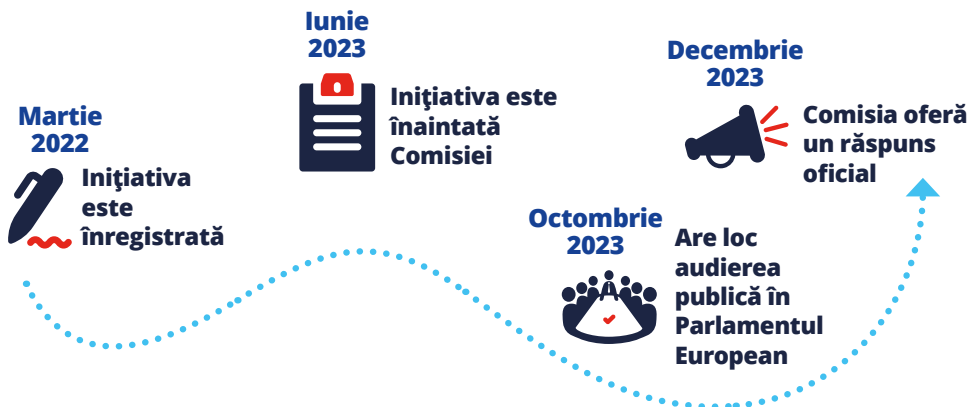 Martie
2022
Iniţiativa
este
înregistrată
Iunie
2023
Iniţiativa este
înaintată
Comisiei
Octombrie
2023
Are loc
audierea
publică în
Parlamentul
European
Decembrie
2023
Comisia oferă
un răspuns
oficial